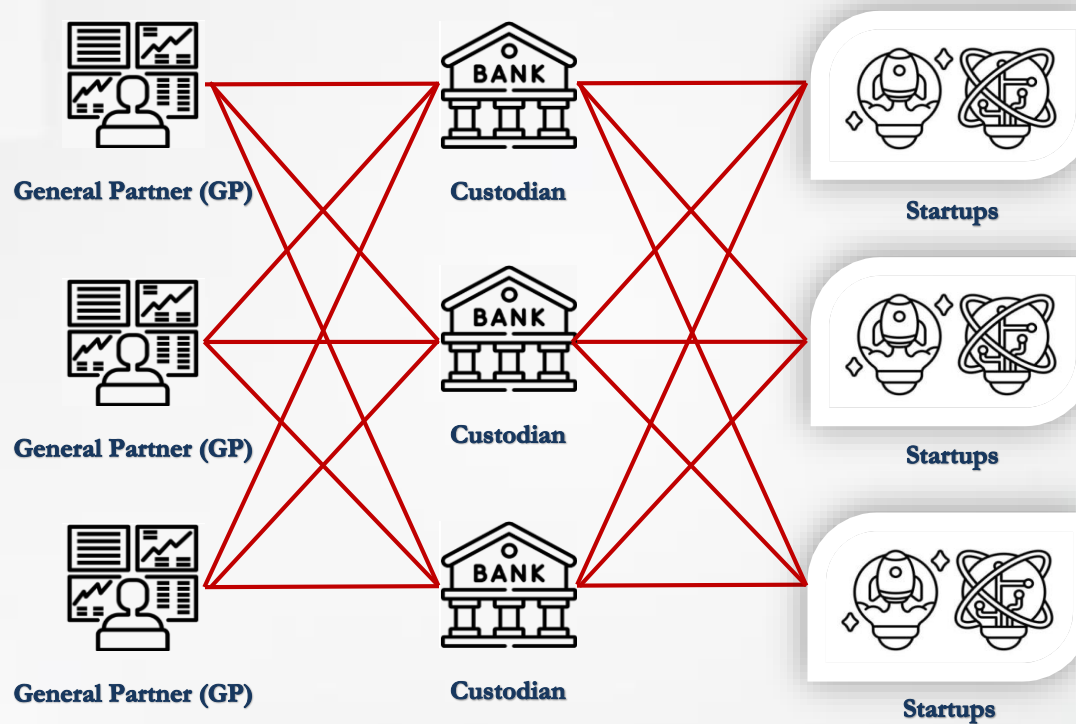 BANK
General Partner (GP)
Custodian
Startups
BANK
General Partner (GP)
Custodian
Startups
BANK
General Partner (GP)
Custodian
Startups